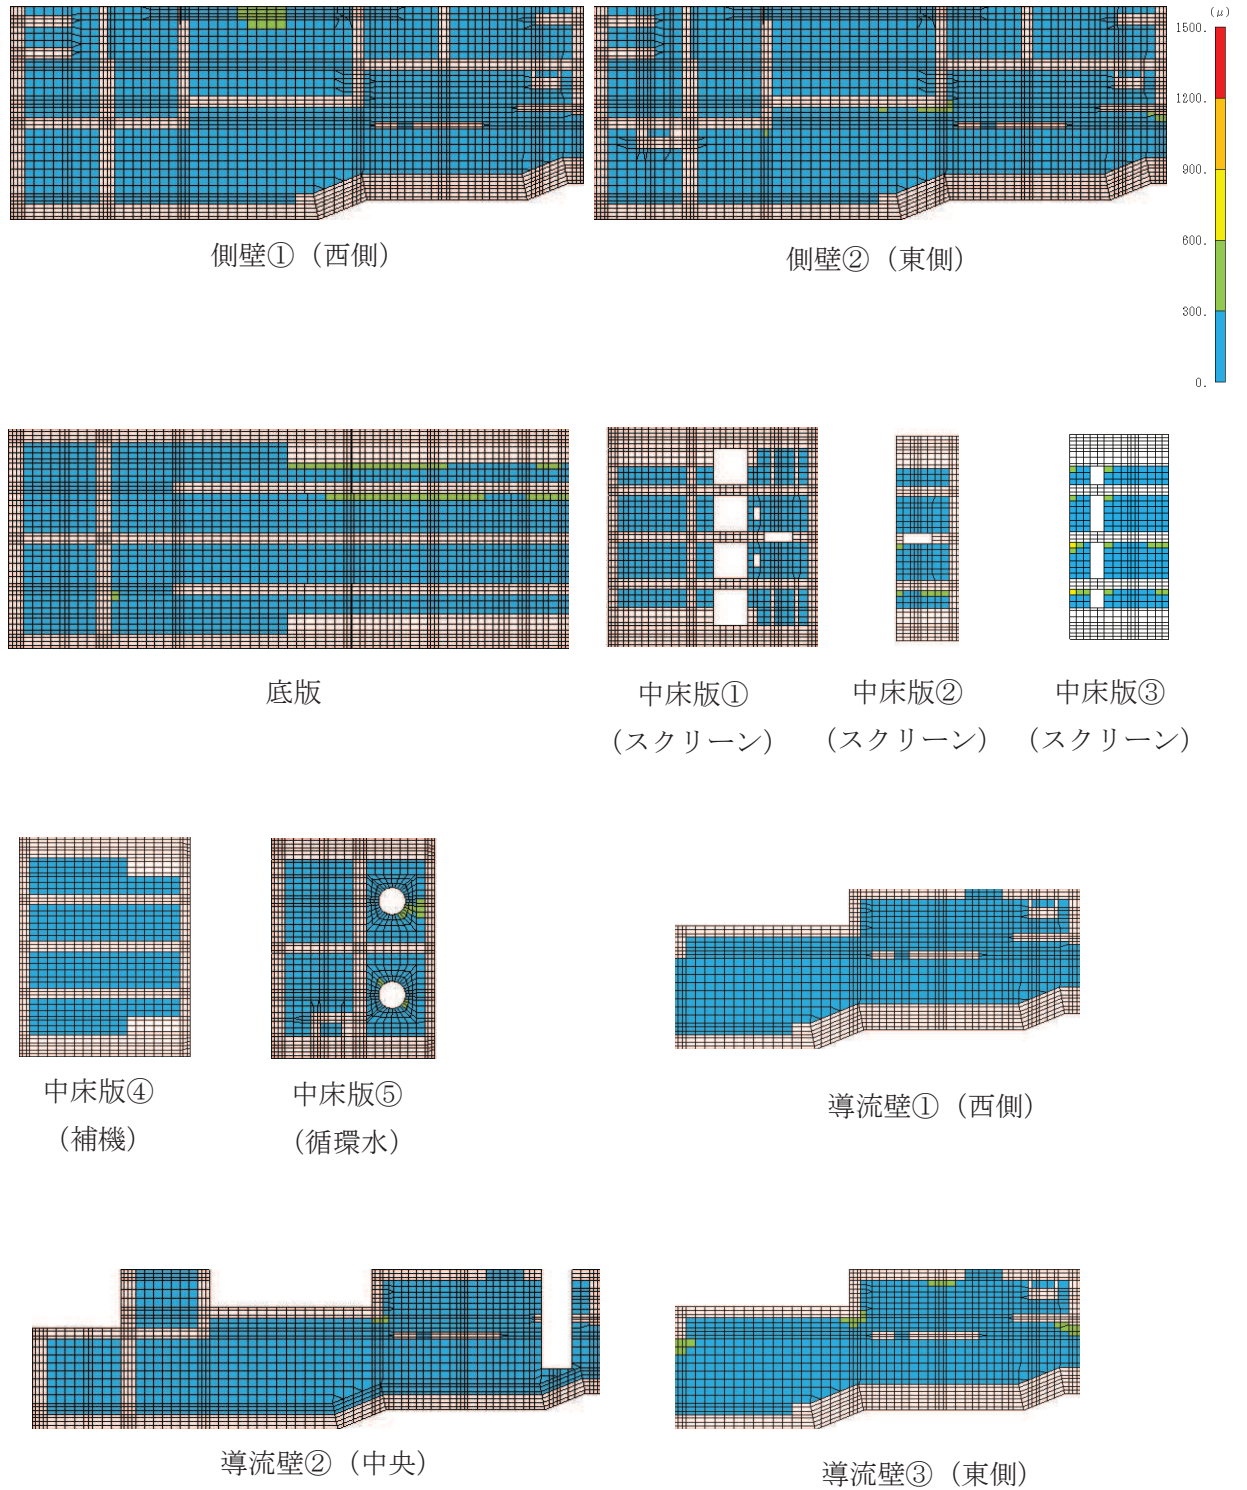 (μ)
1500.
1200.
900.
600.
300.
0.
側壁①（西側）
側壁②（東側）
底版
中床版①
（スクリーン）
中床版②
（スクリーン）
中床版③
（スクリーン）
中床版④
（補機）
中床版⑤
（循環水）
導流壁①（西側）
導流壁②（中央）
導流壁③（東側）